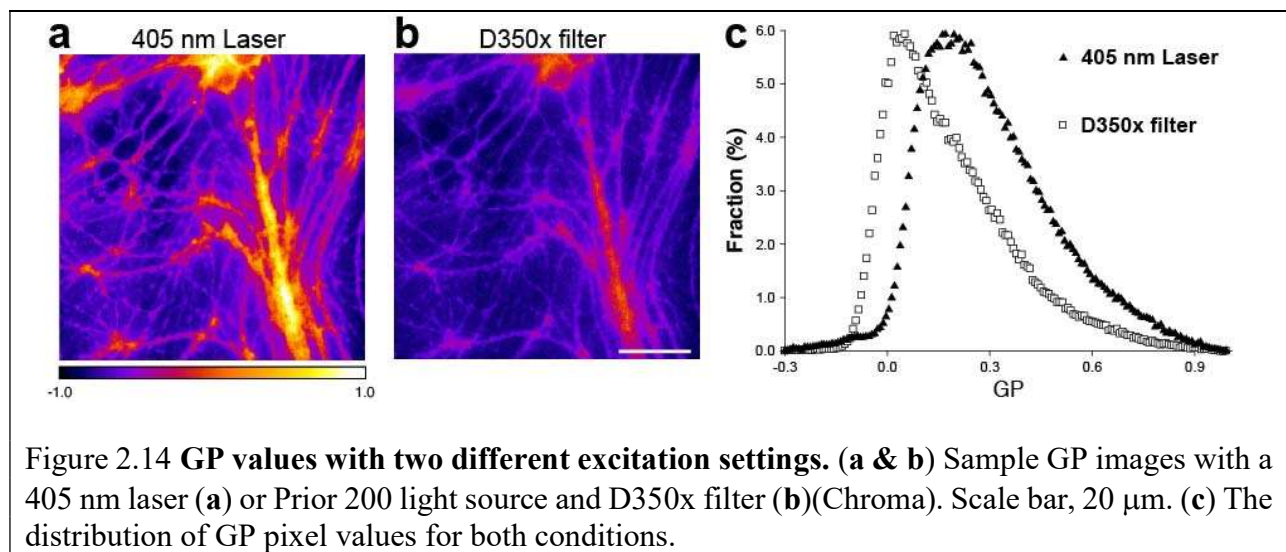 a
405 nm Laser
b
D350x filter
c
-1.0 1.0
Fraction (%)
6.0
5.0
4.0
3.0
2.0
1.0
0.0
-0.3 0.0 0.3 0.6 0.9
GP
405 nm Laser
D350x filter
Figure 2.14 GP values with two different excitation settings. (a & b) Sample GP images with a
405 nm laser (a) or Prior 200 light source and D350x filter (b)(Chroma). Scale bar, 20 μm. (c) The
distribution of GP pixel values for both conditions.